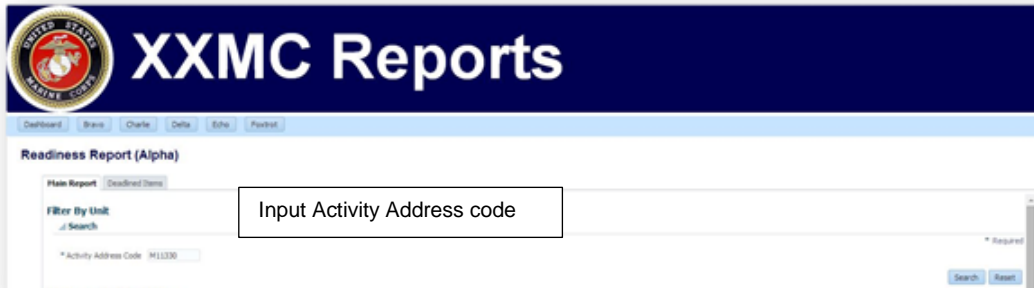 UNITED STATES
MARINE CORPS
XXMC Reports
Dashboard Bravo Charlie Delta Echo Foxtrot
Readiness Report (Alpha)
Main Report Deadlined Items
Input Activity Address code
Filter By Unit
Search
* Required
* Activity Address Code M11330
Search Reset